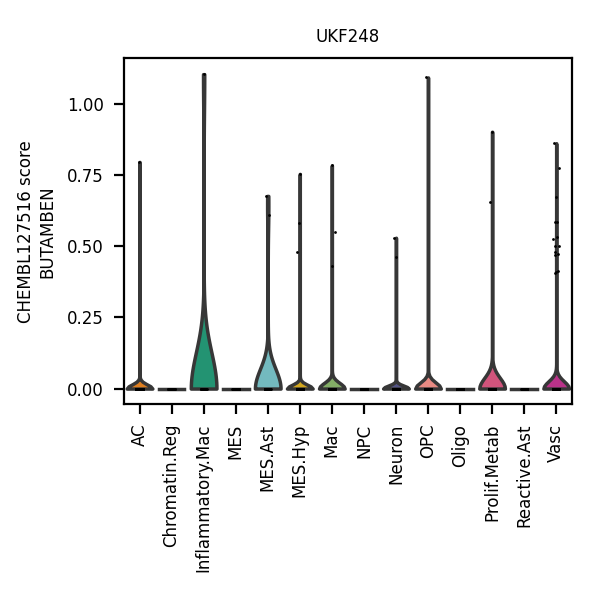 UKF248
CHEMBL127516 score
BUTAMBEN
1.00
0.75
0.50
0.25
0.00
AC
Chromatin.Reg
Inflammatory.Mac
MES
MES.Ast
MES.Hyp
Mac
NPC
Neuron
OPC
Oligo
Prolif.Metab
Reactive.Ast
Vasc